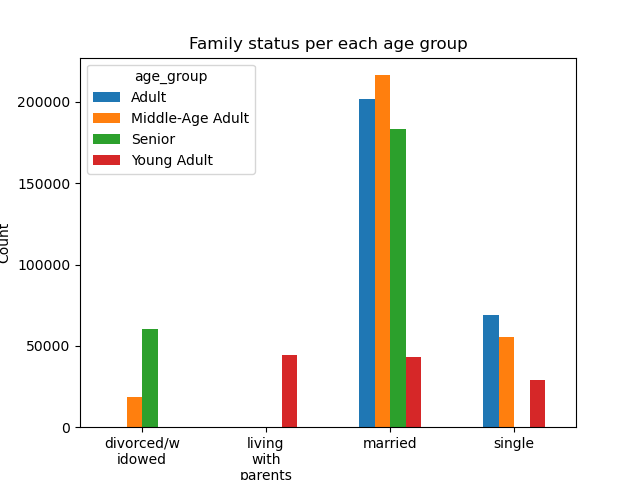 Family status per each age group
age_group
Adult
Middle-Age Adult
Senior
Young Adult
200000
150000
100000
50000
0
Count
divorced/w
idowed
living
with
parents
married
single